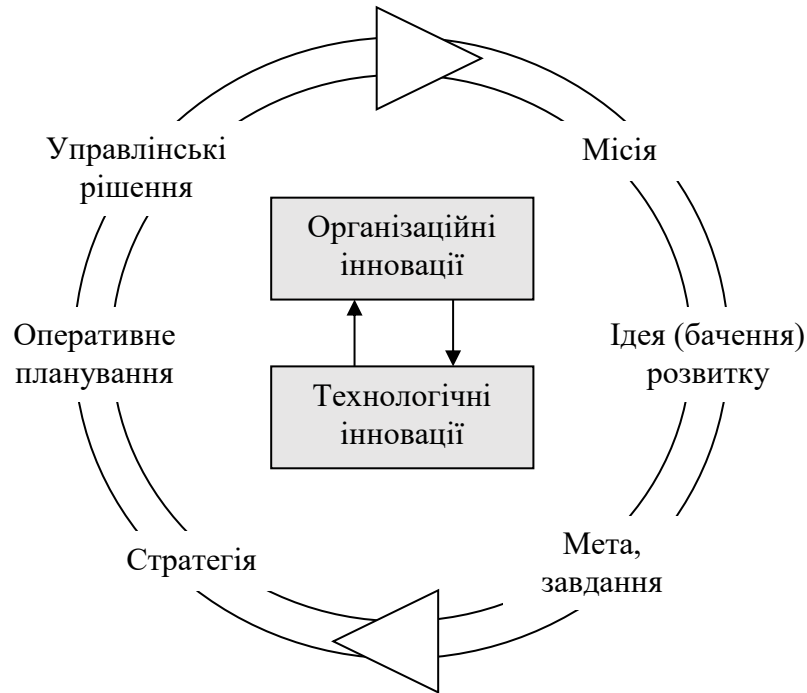 Управлінські
рішення
Місія
Організаційні
інновації
Оперативне
планування
Ідея (бачення)
розвитку
Технологічні
інновації
Стратегія
Мета,
завдання